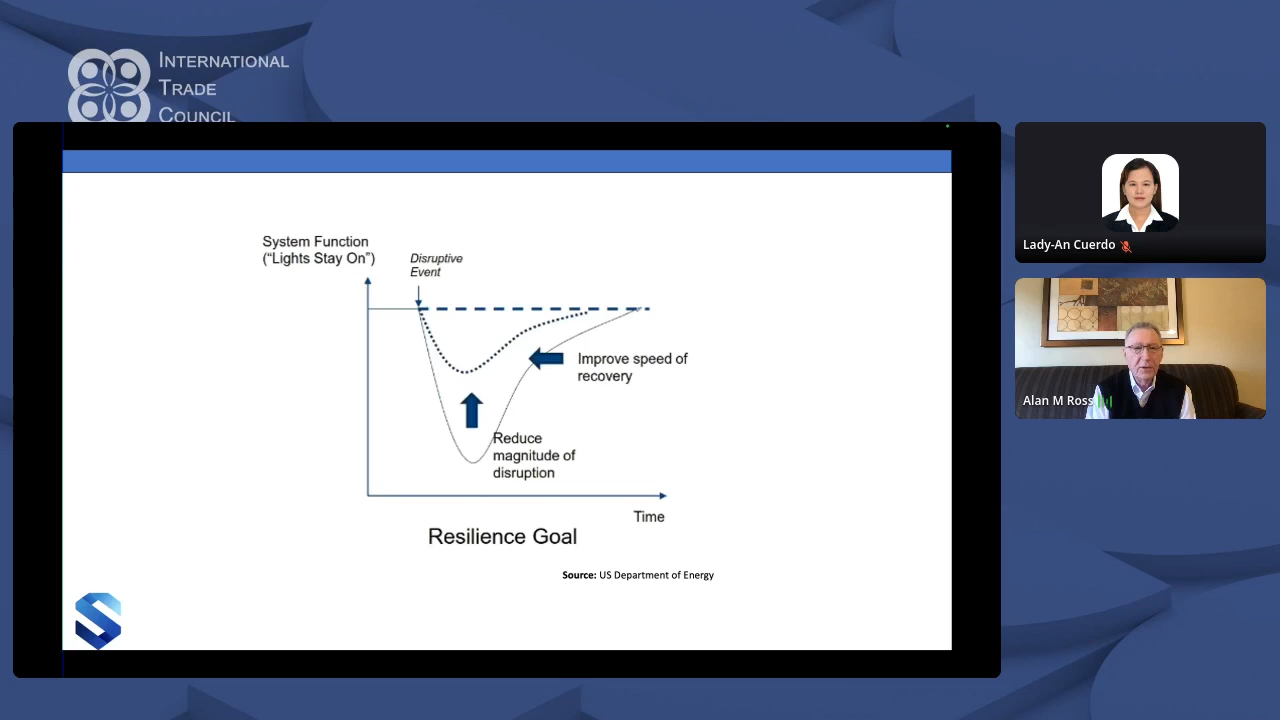 INTERNATIONAL
TRADE
COUNCIL
System Function
(“Lights Stay On”)
Disruptive
Event
Improve speed of
recovery
Reduce
magnitude of
disruption
Time
Resilience Goal
Source: US Department of Energy
Lady-An Cuerdo
Alan M Ross